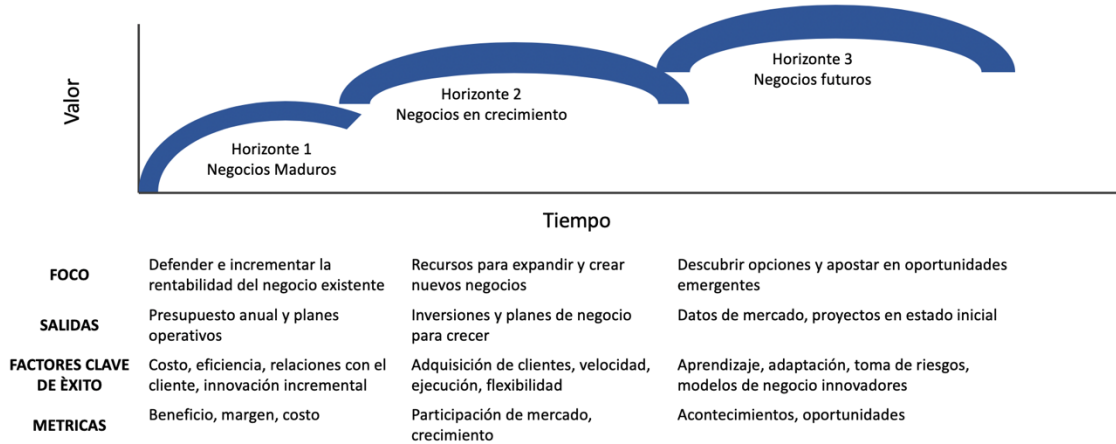 Valor
Horizonte 1
Negocios Maduros
Horizonte 2
Negocios en crecimiento
Horizonte 3
Negocios futuros
Tiempo
FOCO
Defender e incrementar la
rentabilidad del negocio existente
Recursos para expandir y crear
nuevos negocios
Descubrir opciones y apostar en oportunidades
emergentes
SALIDAS
Presupuesto anual y planes
operativos
Inversiones y planes de negocio
para crecer
Datos de mercado, proyectos en estado inicial
FACTORES CLAVE
DE ÈXITO
Costo, eficiencia, relaciones con el
cliente, innovación incremental
Adquisición de clientes, velocidad,
ejecución, flexibilidad
Aprendizaje, adaptación, toma de riesgos,
modelos de negocio innovadores
METRICAS
Beneficio, margen, costo
Participación de mercado,
crecimiento
Acontecimientos, oportunidades